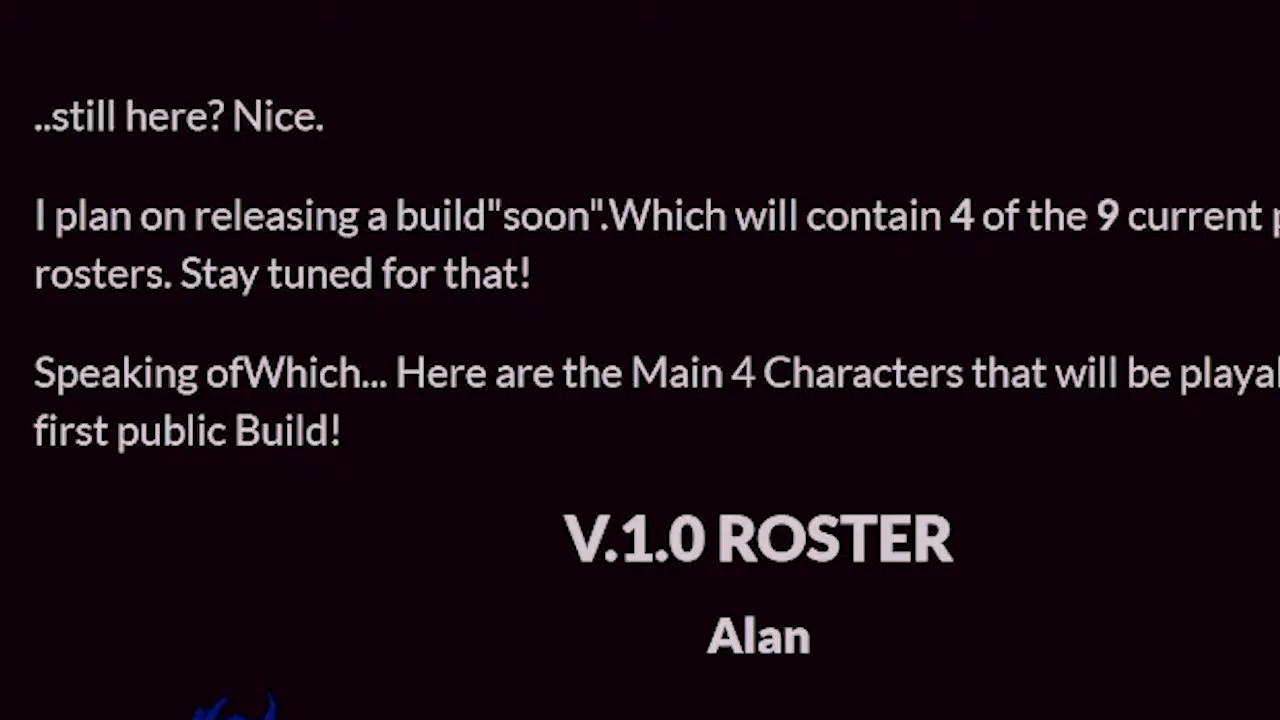 ..still here? Nice.
I plan on releasing a build"soon".Which will contain 4 of the 9 current
rosters. Stay tuned for that!
Speaking ofWhich... Here are the Main 4 Characters that will be
first public Build!
V.1.0 ROSTER
Alan